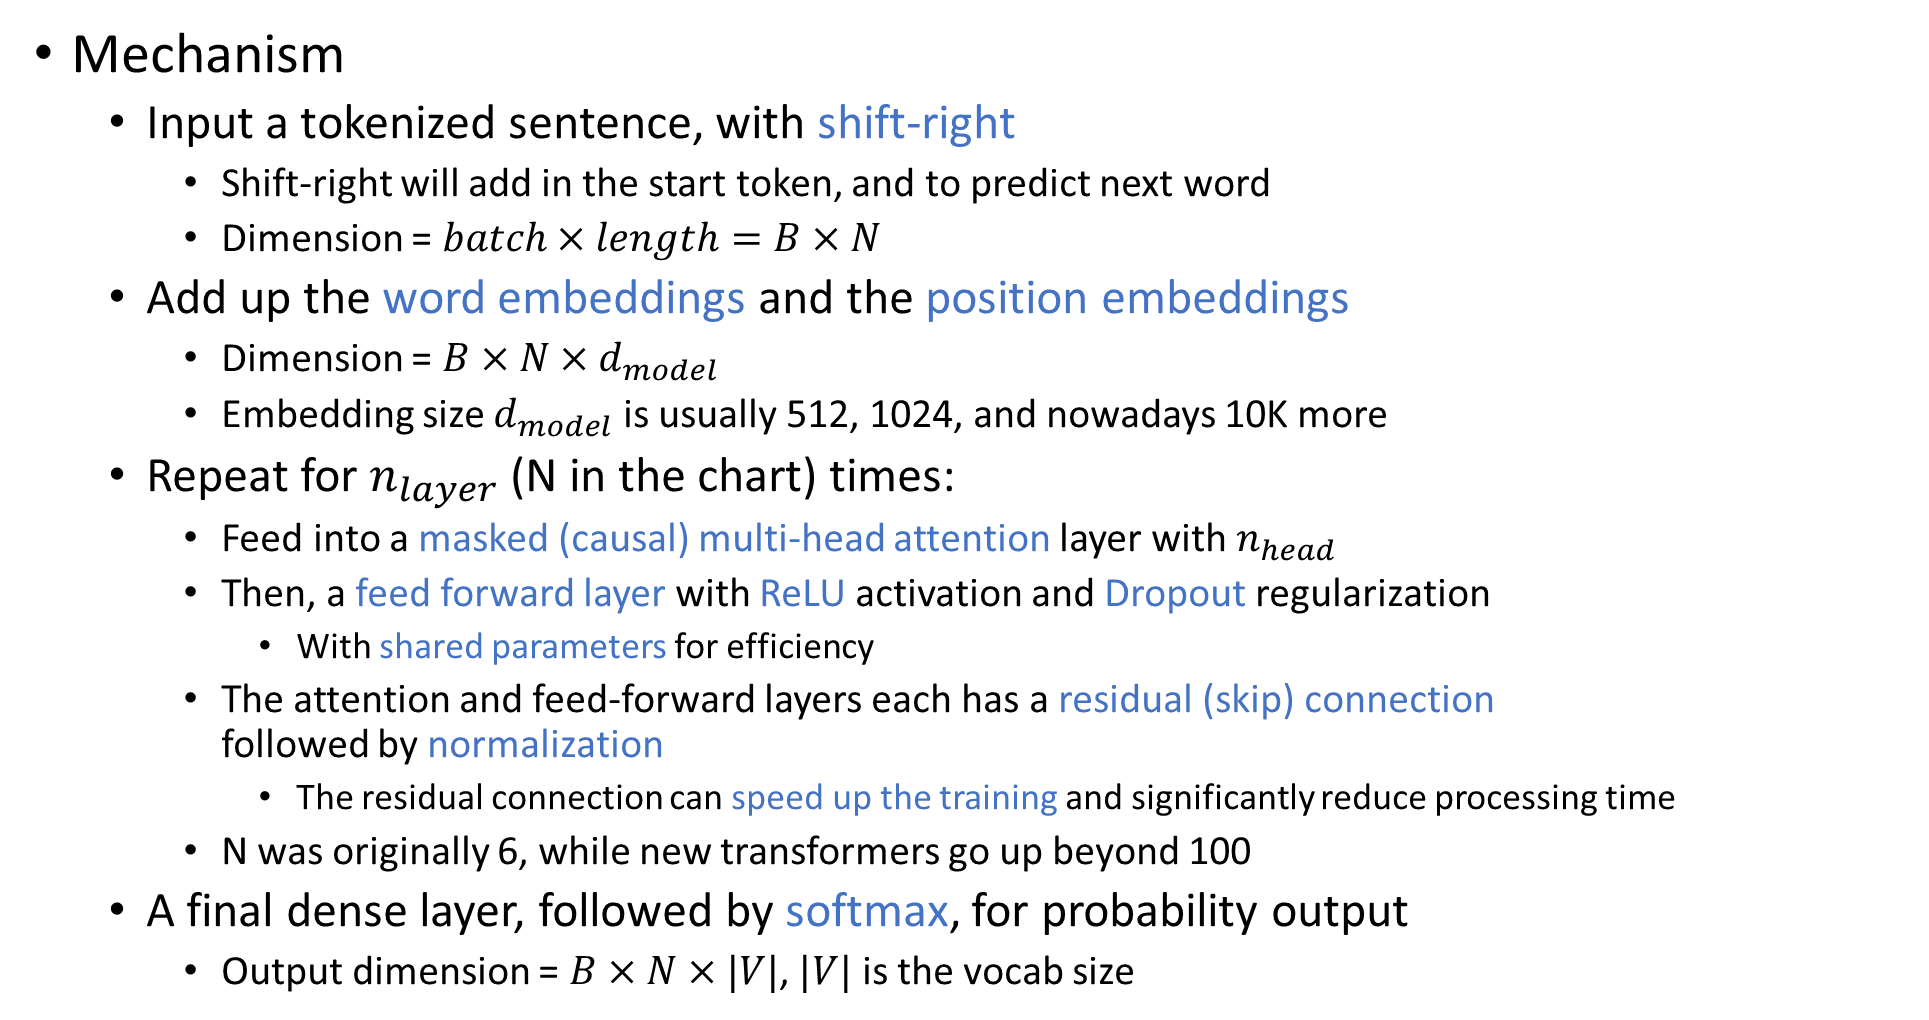 • Mechanism
• Input a tokenized sentence, with shift-right
• Shift-right will add in the start token, and to predict next word
• Dimension = 𝑏𝑎𝑡𝑐ℎ × 𝑙𝑒𝑛𝑔𝑡ℎ = 𝐵 × 𝑁
• Add up the word embeddings and the position embeddings
• Dimension = 𝐵 × 𝑁 × 𝑑_𝑚𝑜𝑑𝑒𝑙
• Embedding size 𝑑_𝑚𝑜𝑑𝑒𝑙 is usually 512, 1024, and nowadays 10K more
• Repeat for 𝑛_𝑙𝑎𝑦𝑒𝑟 (N in the chart) times:
• Feed into a masked (causal) multi-head attention layer with 𝑛_ℎ𝑒𝑎𝑑
• Then, a feed forward layer with ReLU activation and Dropout regularization
• With shared parameters for efficiency
• The attention and feed-forward layers each has a residual (skip) connection
followed by normalization
• The residual connection can speed up the training and significantly reduce processing time
• N was originally 6, while new transformers go up beyond 100
• A final dense layer, followed by softmax, for probability output
• Output dimension = 𝐵 × 𝑁 × |𝑉|, |𝑉| is the vocab size